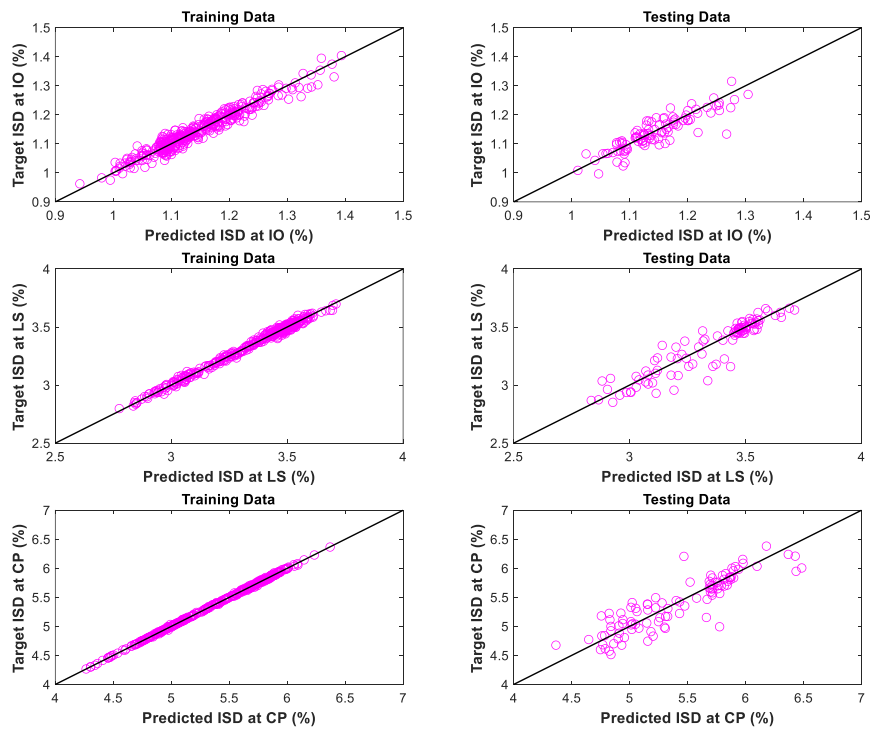 Training Data
1.5
1.4
1.3
1.2
1.1
1
0.9
Target ISD at IO (%)
0.9 1 1.1 1.2 1.3 1.4 1.5
Predicted ISD at IO (%)
Testing Data
1.5
1.4
1.3
1.2
1.1
1
0.9
Target ISD at IO (%)
0.9 1 1.1 1.2 1.3 1.4 1.5
Predicted ISD at IO (%)
Training Data
4
3.5
3
2.5
Target ISD at LS (%)
2.5 3 3.5 4
Predicted ISD at LS (%)
Testing Data
4
3.5
3
2.5
Target ISD at LS (%)
2.5 3 3.5 4
Predicted ISD at LS (%)
Training Data
7
6.5
6
5.5
5
4.5
4
Target ISD at CP (%)
4 4.5 5 5.5 6 6.5 7
Predicted ISD at CP (%)
Testing Data
7
6.5
6
5.5
5
4.5
4
Target ISD at CP (%)
4 4.5 5 5.5 6 6.5 7
Predicted ISD at CP (%)